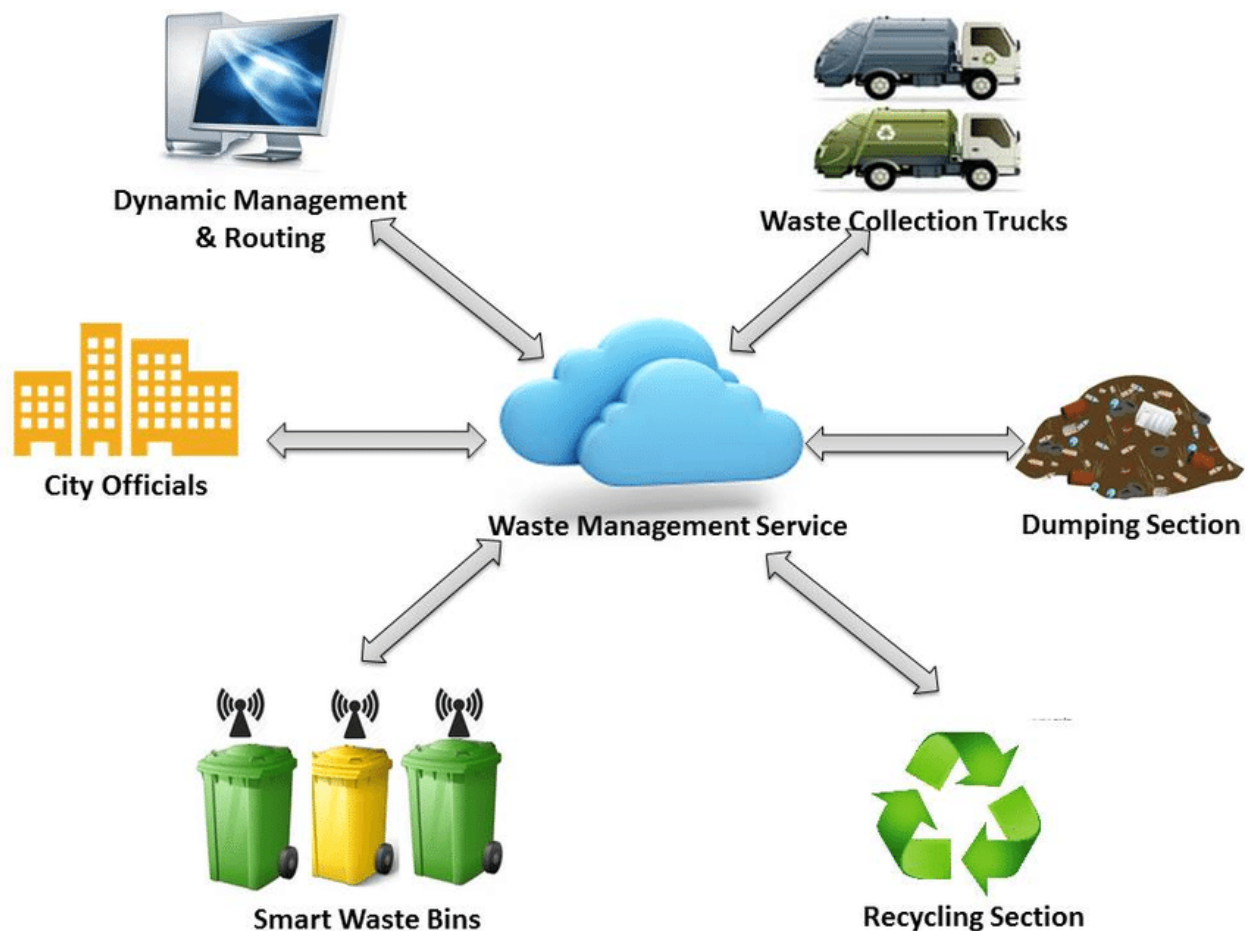 Dynamic Management
& Routing
Waste Collection Trucks
City Officials
Waste Management Service
Dumping Section
Smart Waste Bins
Recycling Section